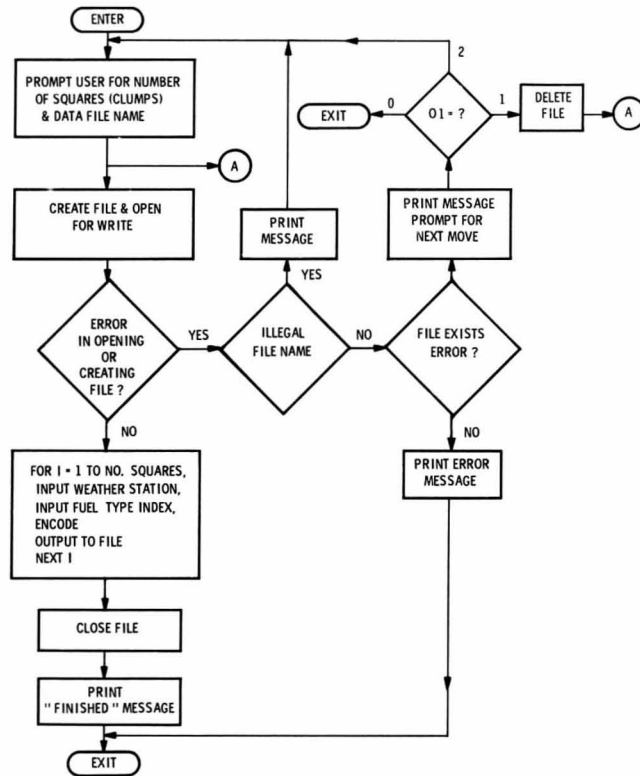 ENTER
PROMPT USER FOR NUMBER
OF SQUARES (CLUMPS)
& DATA FILE NAME
A
CREATE FILE & OPEN
FOR WRITE
ERROR
IN OPENING
OR
CREATING
FILE ?
YES
NO
ILLEGAL
FILE NAME
YES
NO
PRINT
MESSAGE
FILE EXISTS
ERROR ?
NO
PRINT MESSAGE
PROMPT FOR
NEXT MOVE
O1 = ?
2
0
EXIT
1
DELETE
FILE
A
PRINT ERROR
MESSAGE
FOR I = 1 TO NO. SQUARES,
INPUT WEATHER STATION,
INPUT FUEL TYPE INDEX,
ENCODE
OUTPUT TO FILE
NEXT I
CLOSE FILE
PRINT
"FINISHED" MESSAGE
EXIT